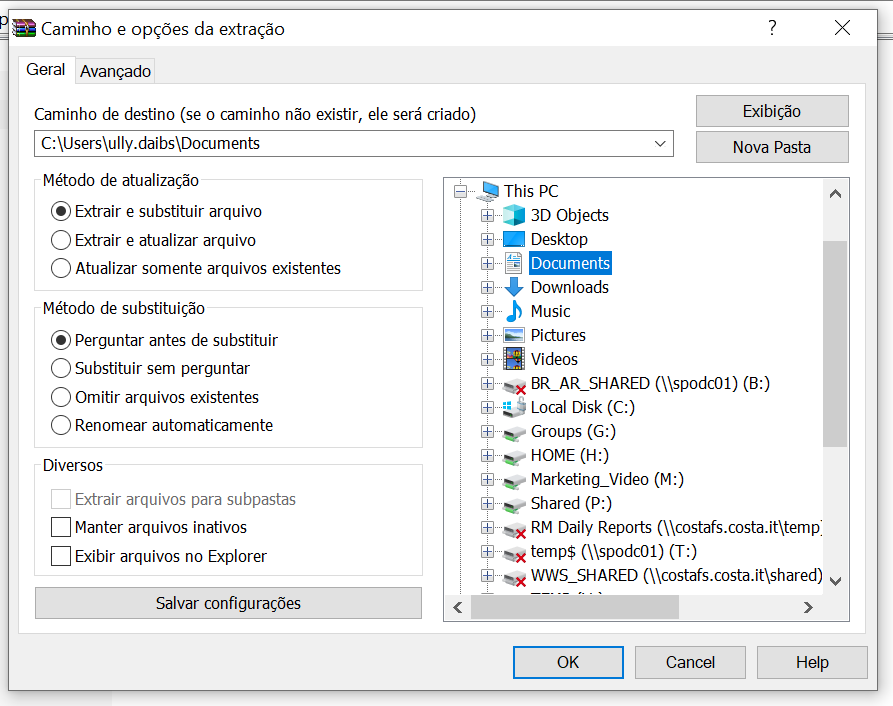 Caminho e opções da extração
Geral
Avançado
Caminho de destino (se o caminho não existir, ele será criado)
C:\Users\ully.daibs\Documents
Exibição
Nova Pasta
Método de atualização
Extrair e substituir arquivo
Extrair e atualizar arquivo
Atualizar somente arquivos existentes
Método de substituição
Perguntar antes de substituir
Substituir sem perguntar
Omitir arquivos existentes
Renomear automaticamente
Diversos
Extrair arquivos para subpastas
Manter arquivos inativos
Exibir arquivos no Explorer
Salvar configurações
This PC
3D Objects
Desktop
Documents
Downloads
Music
Pictures
Videos
BR_AR_SHARED (\\spodc01) (B:)
Local Disk (C:)
Groups (G:)
HOME (H:)
Marketing_Video (M:)
Shared (P:)
RM Daily Reports (\\costafs.costa.it\temp)
temp$ (\\spodc01) (T:)
WWS_SHARED (\\costafs.costa.it\shared)
OK
Cancel
Help